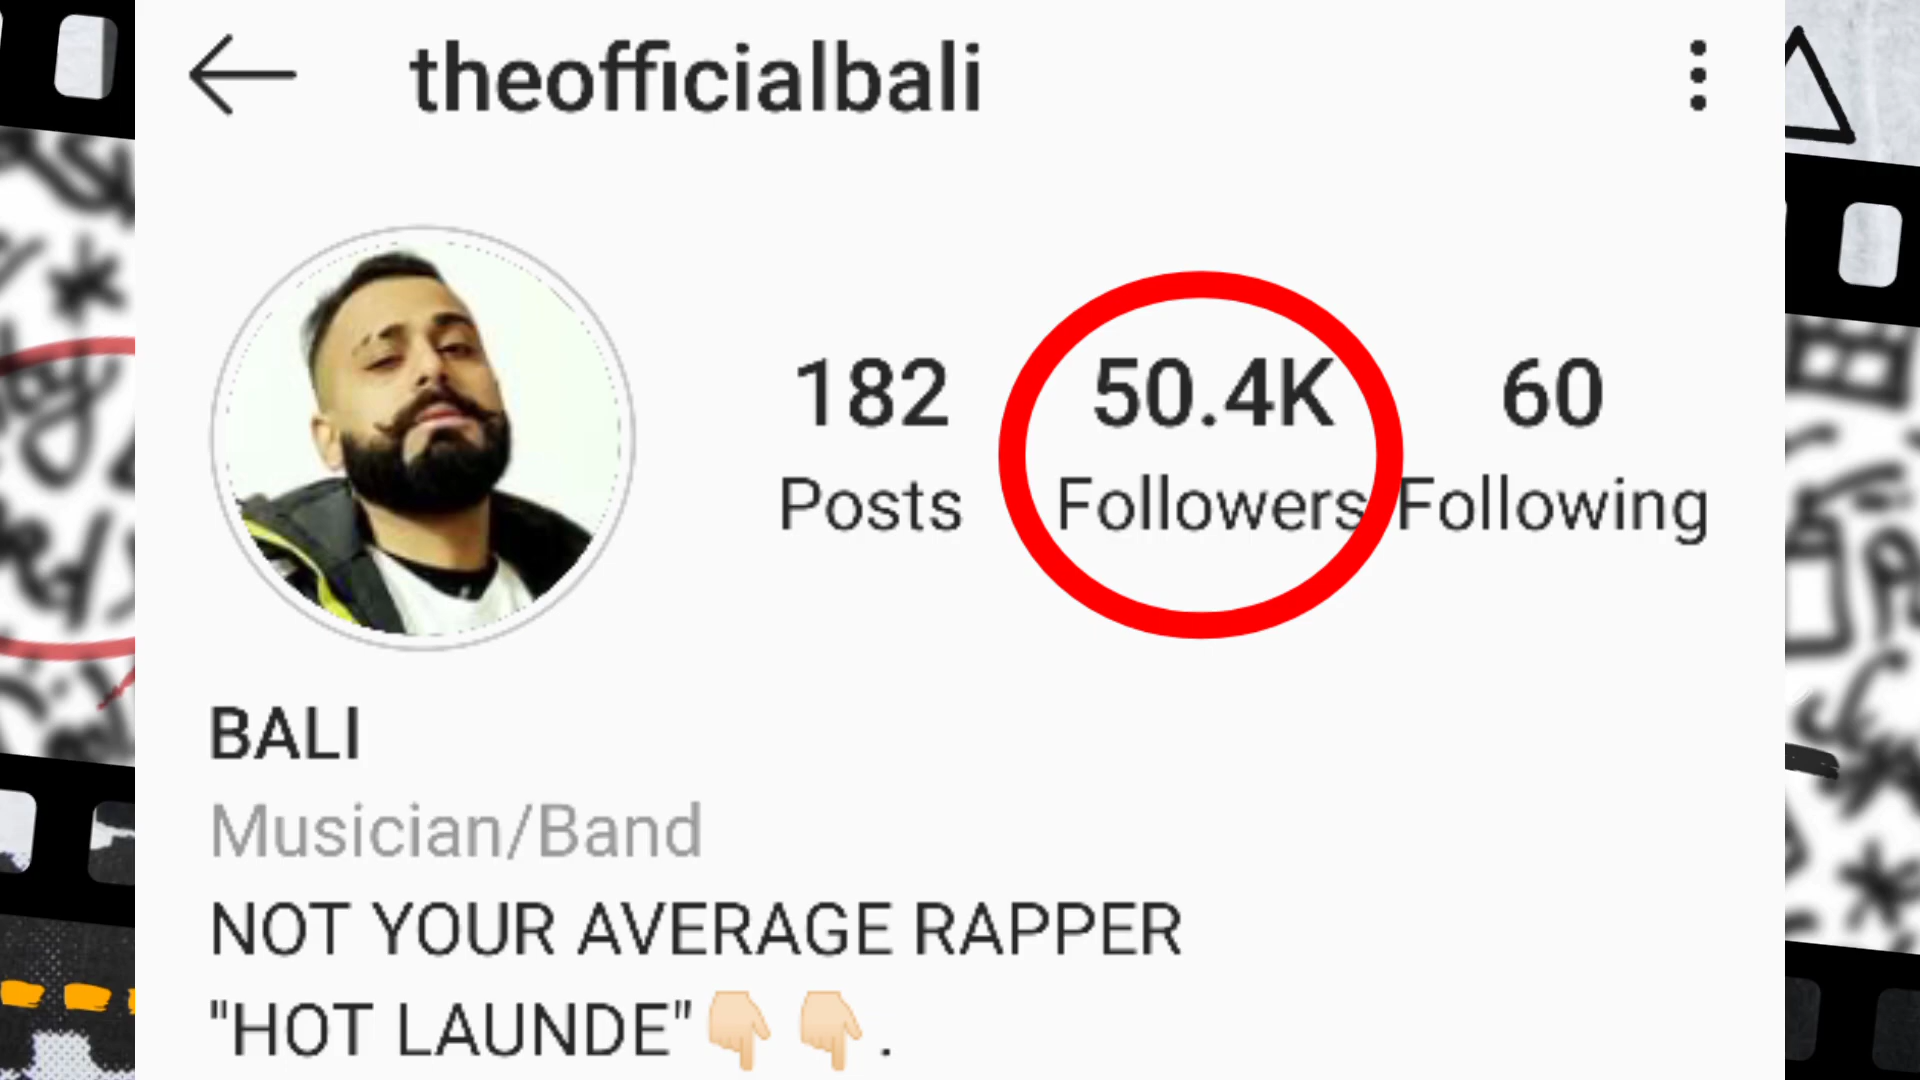 theofficialbali
182 50.4K 60
Posts Followers Following
BALI
Musician/Band
NOT YOUR AVERAGE RAPPER
"HOT LAUNDE"👇🏻👇🏻.